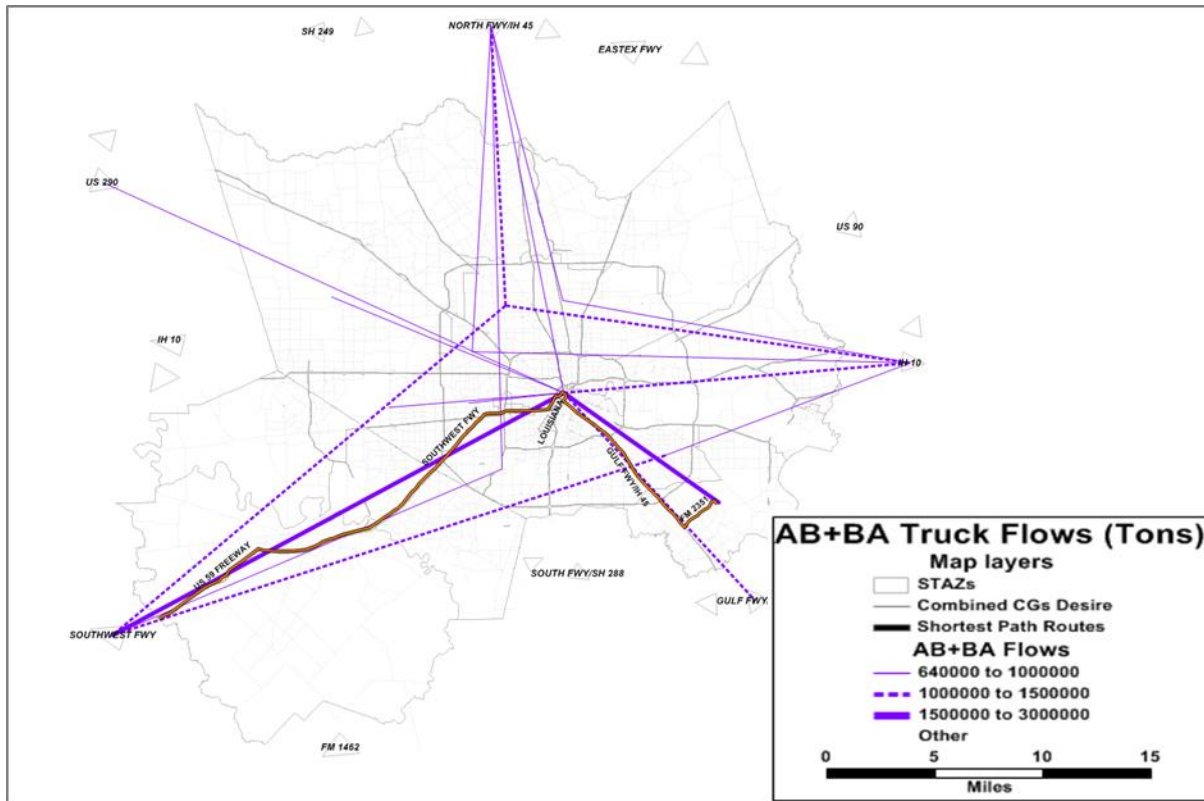 SH 249
NORTH FWY/IH 45
EASTEX FWY
US 290
US 90
IH 10
IH 10
SOUTHWEST FWY
LOUISIANA
GULF FWY/IH 45
FM 2351
US 59 FREEWAY
SOUTH FWY/SH 288
GULF FWY
SOUTHWEST FWY
FM 1462
AB+BA Truck Flows (Tons)
Map layers
STAZs
Combined CGs Desire
Shortest Path Routes
AB+BA Flows
640000 to 1000000
1000000 to 1500000
1500000 to 3000000
Other
0 5 10 15
Miles